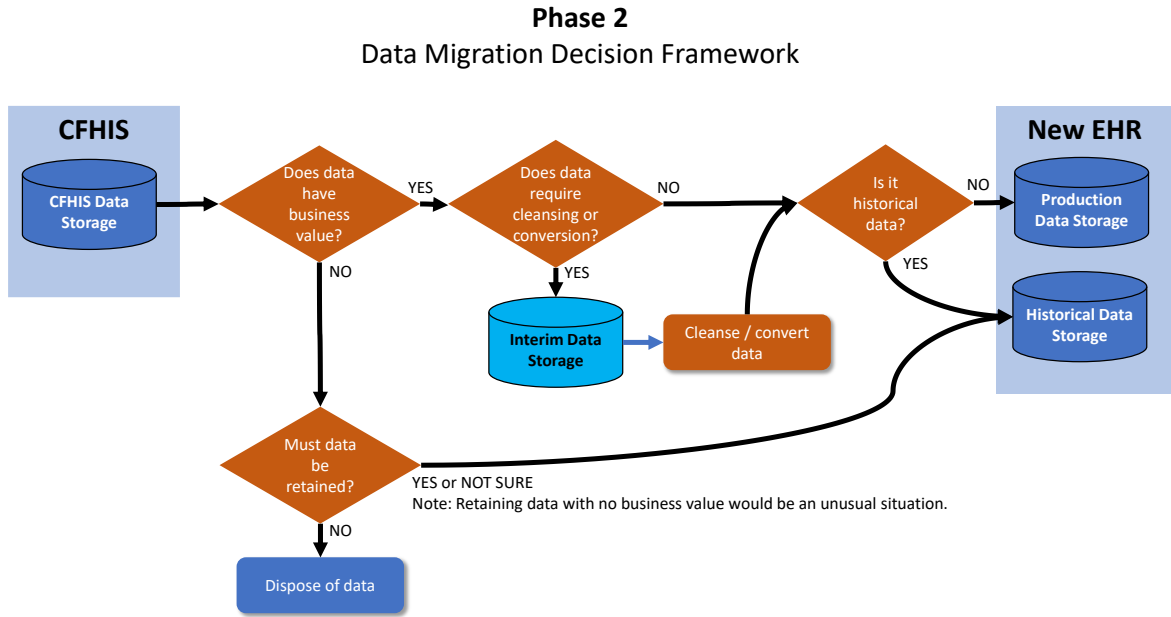 Phase 2
Data Migration Decision Framework
CFHIS
CFHIS Data
Storage
Does data
have
business
value?
YES
NO
Does data
require
cleansing or
conversion?
NO
YES
Interim Data
Storage
Cleanse / convert
data
Is it
historical
data?
NO
YES
New EHR
Production
Data Storage
Historical Data
Storage
Must data
be
retained?
YES or NOT SURE
Note: Retaining data with no business value would be an unusual situation.
NO
Dispose of data